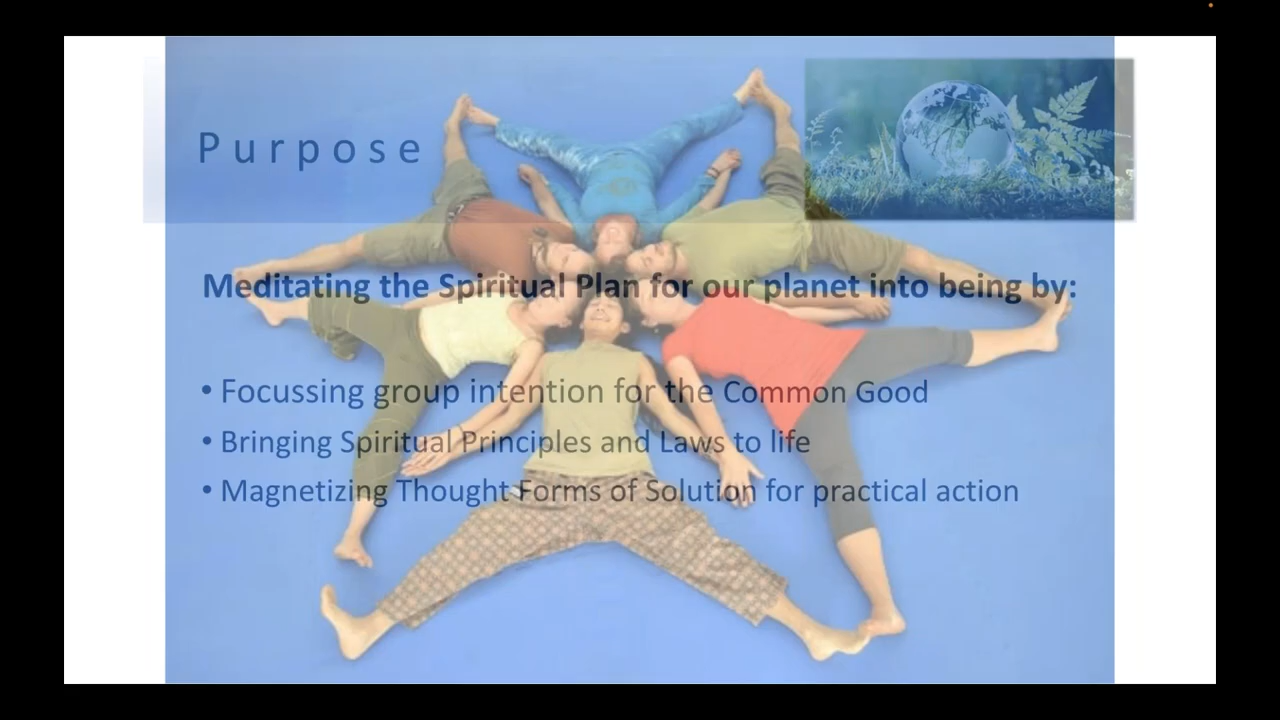 Purpose
Meditating the Spiritual Plan for our planet into being by:
• Focussing group intention for the Common Good
• Bringing Spiritual Principles and Laws to life
• Magnetizing Thought Forms of Solution for practical action